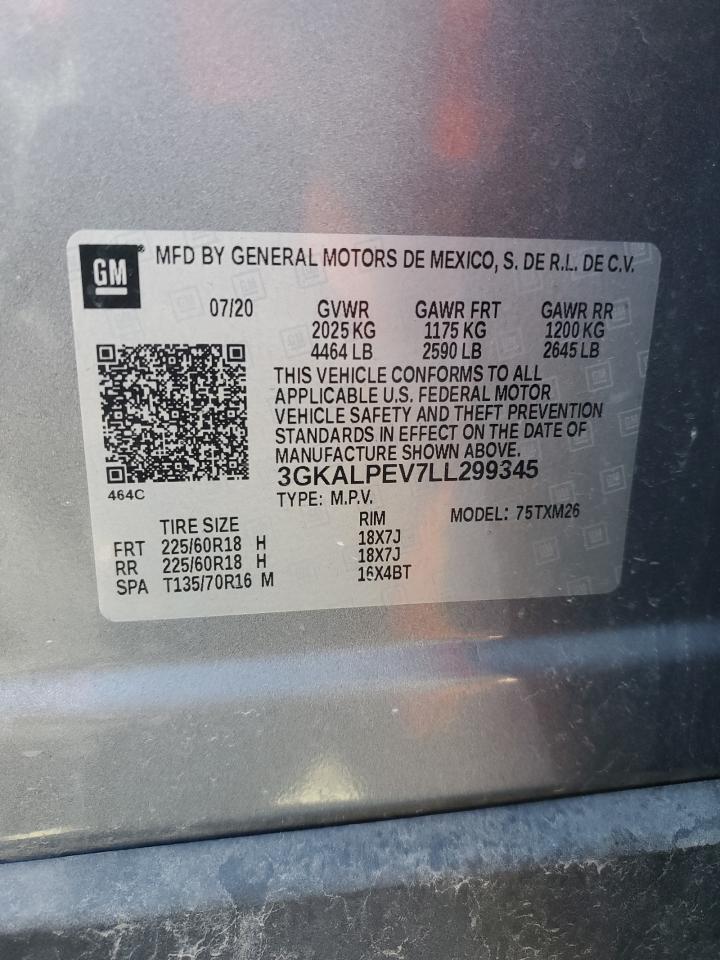 GM
MFD BY GENERAL MOTORS DE MEXICO, S. DE R.L. DE C.V.
07/20 GVWR GAWR FRT GAWR RR
2025 KG 1175 KG 1200 KG
4464 LB 2590 LB 2645 LB
THIS VEHICLE CONFORMS TO ALL
APPLICABLE U.S. FEDERAL MOTOR
VEHICLE SAFETY AND THEFT PREVENTION
STANDARDS IN EFFECT ON THE DATE OF
MANUFACTURE SHOWN ABOVE.
3GKALPEV7LL299345
464C
TYPE: M.P.V.
TIRE SIZE RIM MODEL: 75TXM26
FRT 225/60R18 H 18X7J
RR 225/60R18 H 18X7J
SPA T135/70R16 M 16X4BT